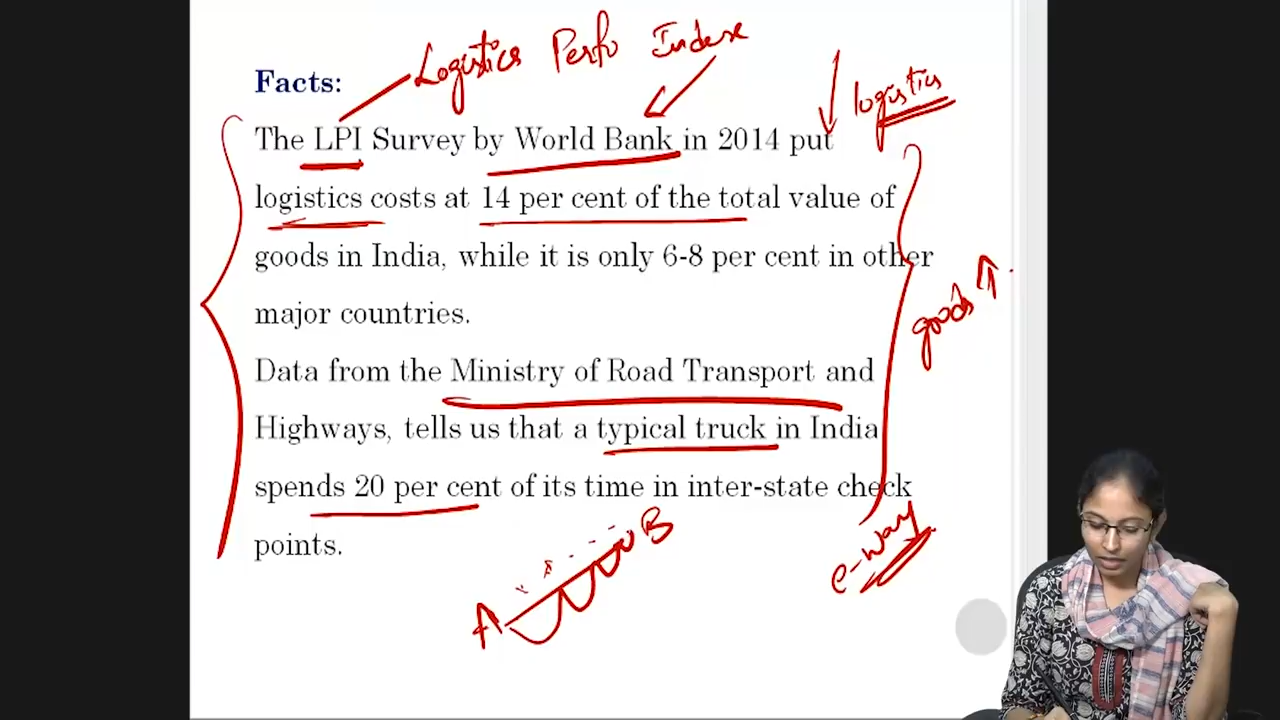 Logistics Perfo Index
Facts:
logistics
The LPI Survey by World Bank in 2014 put
logistics costs at 14 per cent of the total value of
goods in India, while it is only 6-8 per cent in other
goods
major countries.
Data from the Ministry of Road Transport and
Highways, tells us that a typical truck in India
spends 20 per cent of its time in inter-state check
points.
B
e-way
A